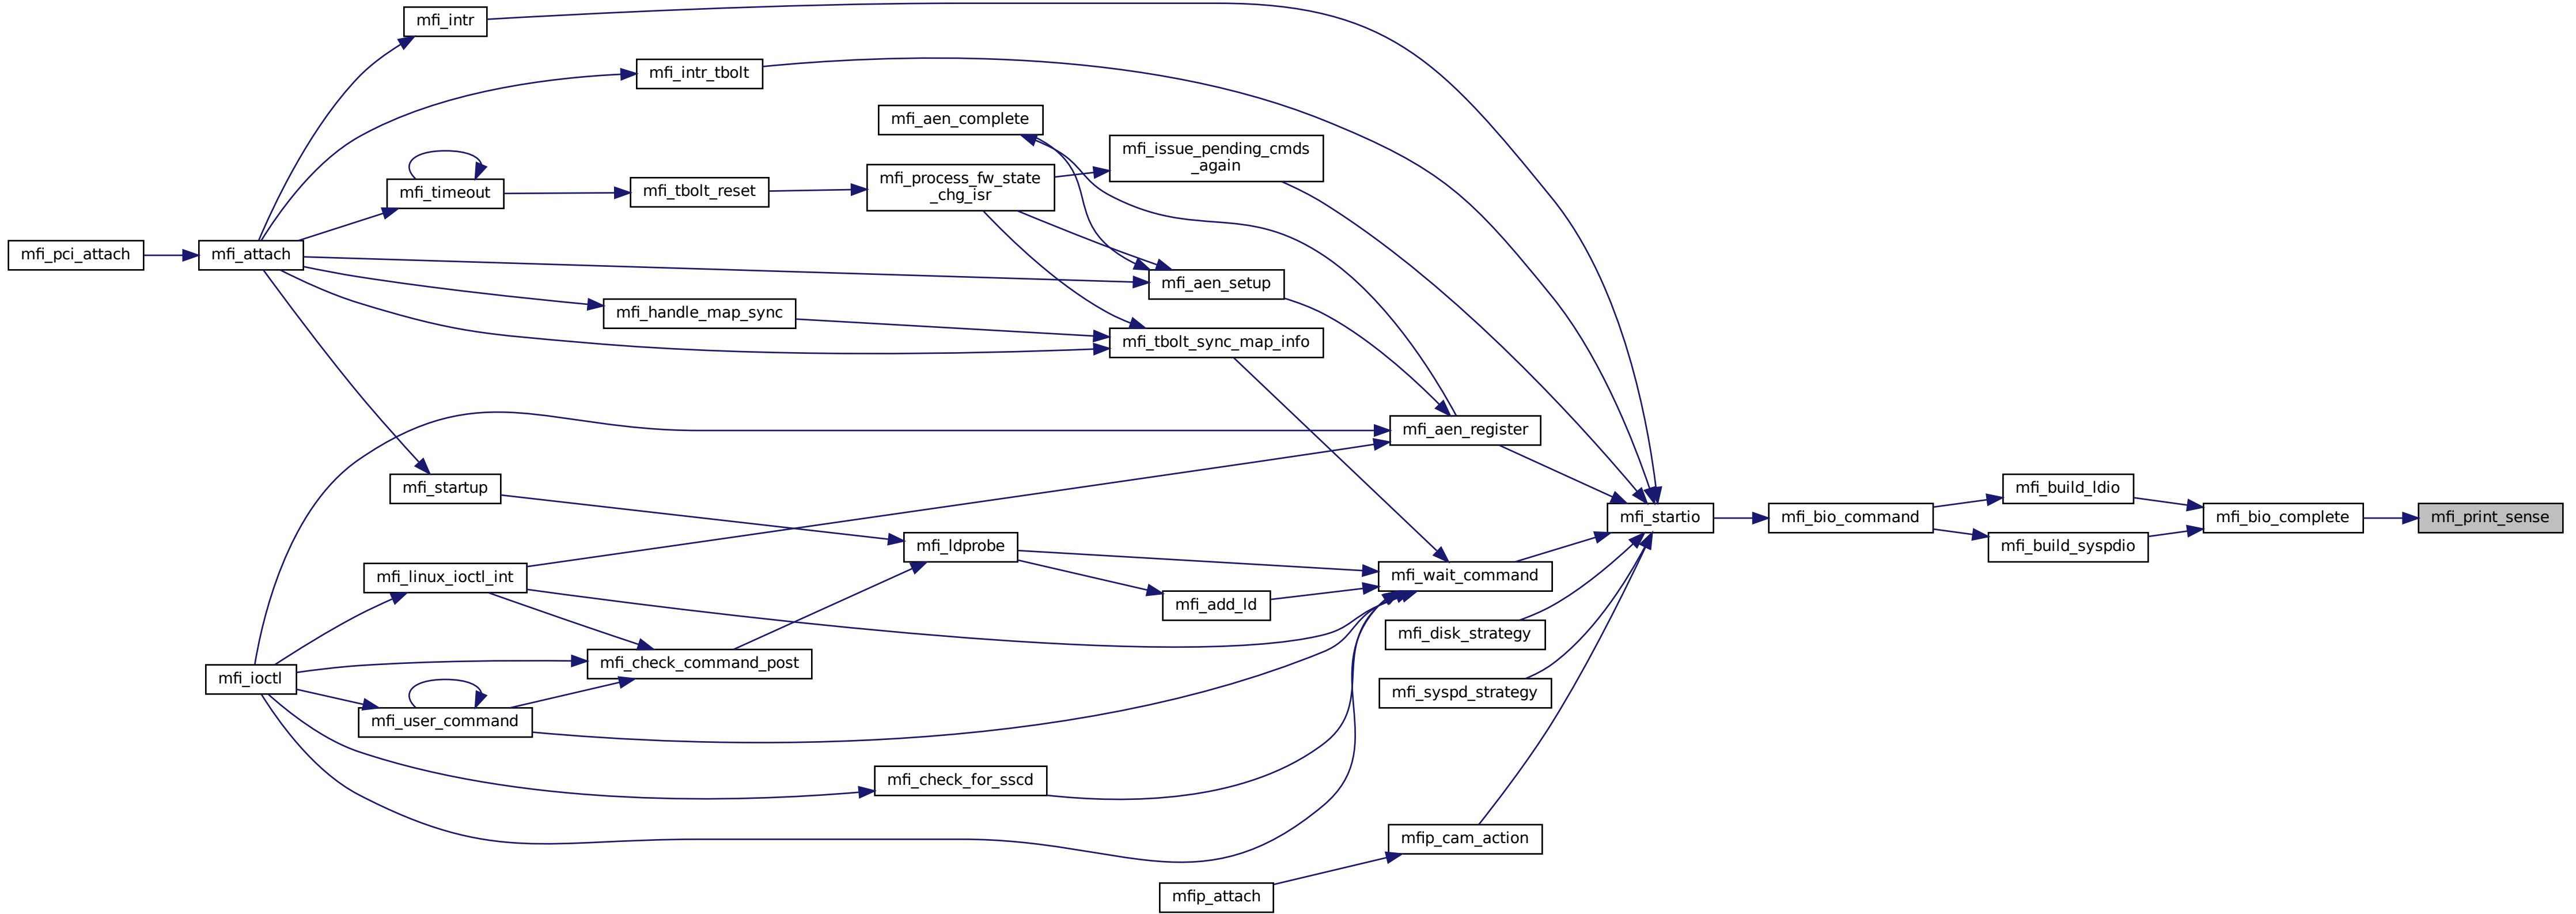 mfi_intr
mfi_intr_tbolt
mfi_aen_complete
mfi_issue_pending_cmds
_again
mfi_timeout
mfi_tbolt_reset
mfi_process_fw_state
_chg_isr
mfi_pci_attach
mfi_attach
mfi_aen_setup
mfi_handle_map_sync
mfi_tbolt_sync_map_info
mfi_aen_register
mfi_startup
mfi_build_ldio
mfi_startio
mfi_bio_command
mfi_bio_complete
mfi_print_sense
mfi_ldprobe
mfi_build_syspdio
mfi_linux_ioctl_int
mfi_wait_command
mfi_add_ld
mfi_disk_strategy
mfi_check_command_post
mfi_ioctl
mfi_syspd_strategy
mfi_user_command
mfi_check_for_sscd
mfip_cam_action
mfip_attach